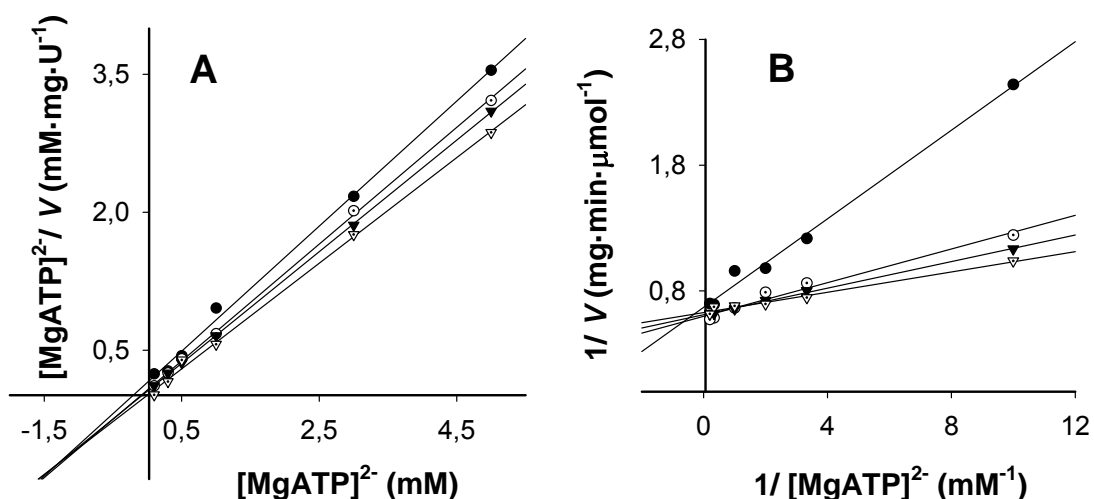 A
[MgATP]²⁻/ V (mM·mg·U⁻¹)
3,5
2,0
0,5
-1,5
0,5
2,5
4,5
[MgATP]²⁻ (mM)
B
1/ V (mg·min·μmol⁻¹)
2,8
1,8
0,8
0
4
8
12
1/ [MgATP]²⁻ (mM⁻¹)